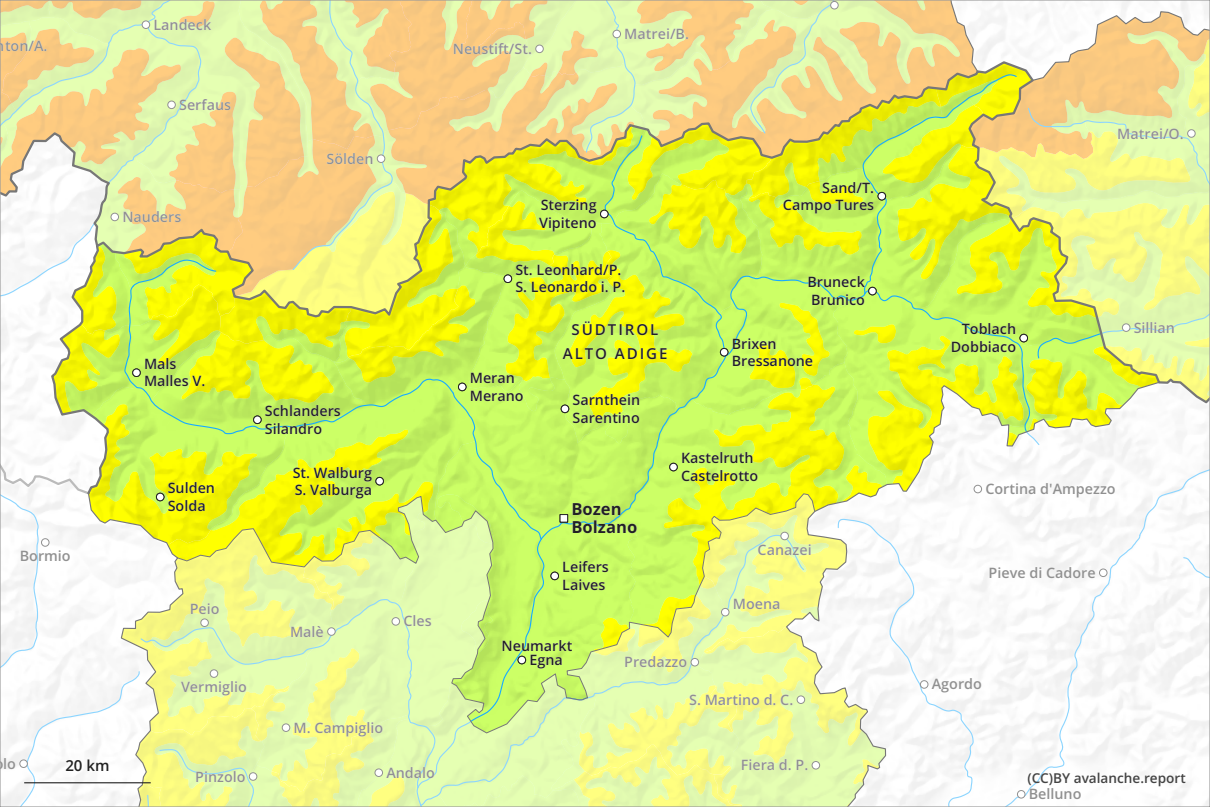 Landeck
Matrei/B.
Neustift/St.
Serfaus
Matrei/O.
Sölden
Sand/T.
Campo Tures
Nauders
Sterzing
Vipiteno
St. Leonhard/P.
S. Leonardo i. P.
Bruneck
Brunico
SÜDTIROL
ALTO ADIGE
Toblach
Dobbiaco
Sillian
Brixen
Bressanone
Mals
Malles V.
Meran
Merano
Sarnthein
Sarentino
Schlanders
Silandro
Kastelruth
Castelrotto
St. Walburg
S. Valburga
Sulden
Solda
Cortina d'Ampezzo
Bozen
Bolzano
Bormio
Canazei
Leifers
Laives
Pieve di Cadore
Peio
Moena
Malè
Cles
Neumarkt
Egna
Predazzo
Vermiglio
Agordo
S. Martino d. C.
M. Campiglio
20 km
Pinzolo
Andalo
Fiera d. P.
(CC)BY avalanche.report
Belluno